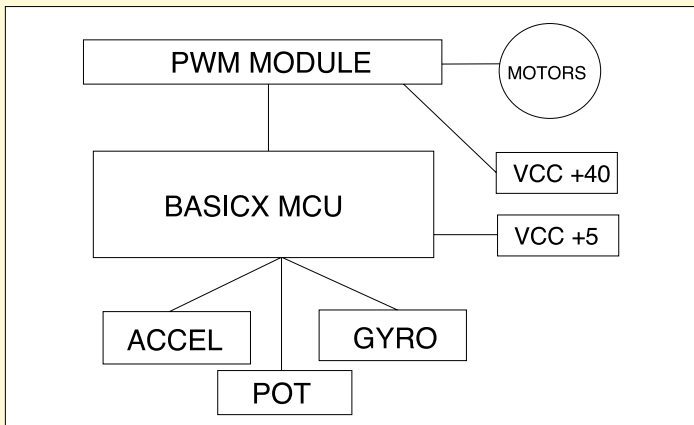 PWM MODULE
MOTORS
VCC +40
BASICX MCU
VCC +5
ACCEL
GYRO
POT